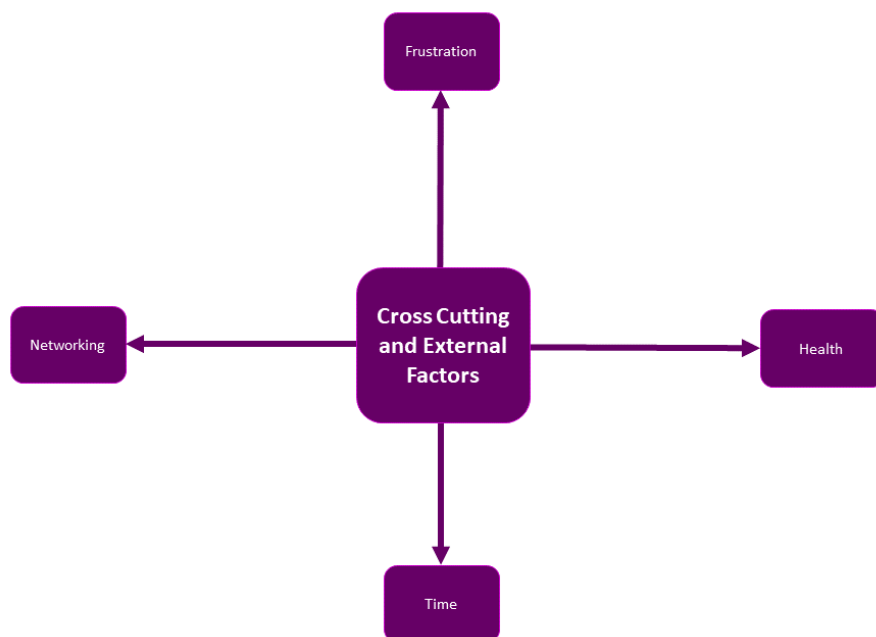 Frustration
Networking
Cross Cutting
and External
Factors
Health
Time